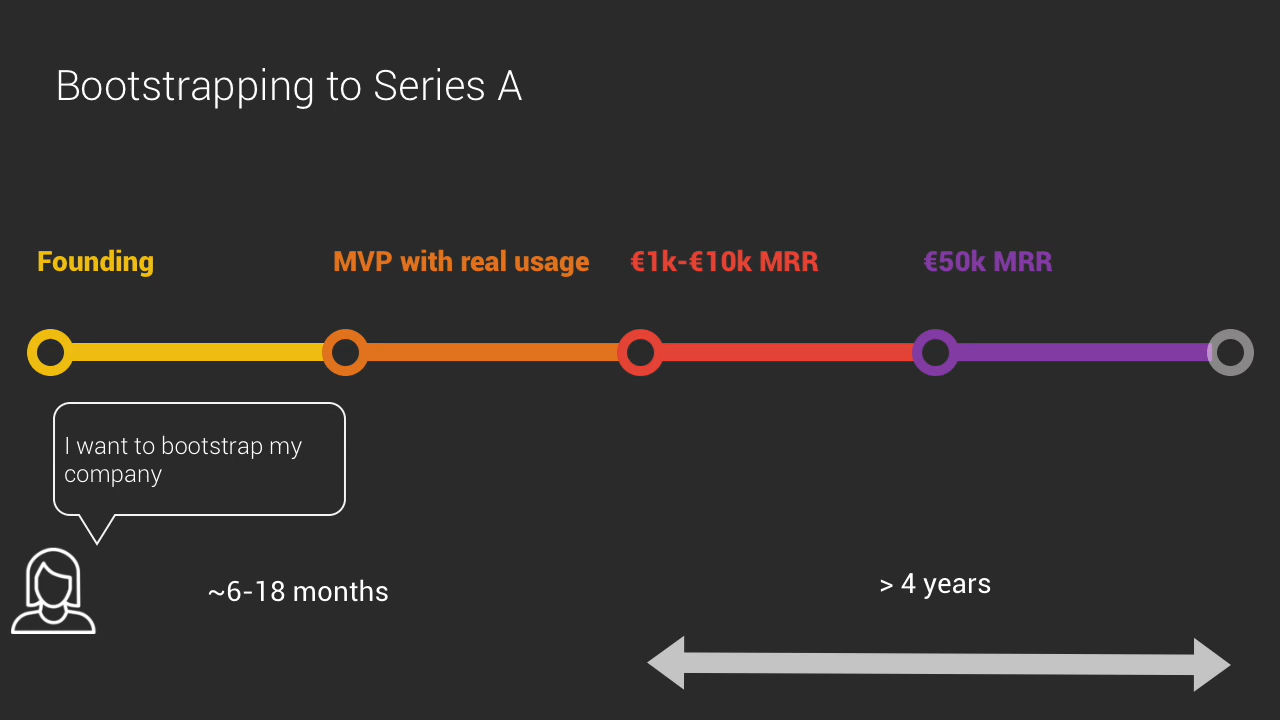 Bootstrapping to Series A
Founding
MVP with real usage
€1k-€10k MRR
€50k MRR
I want to bootstrap my
company
~6-18 months
> 4 years